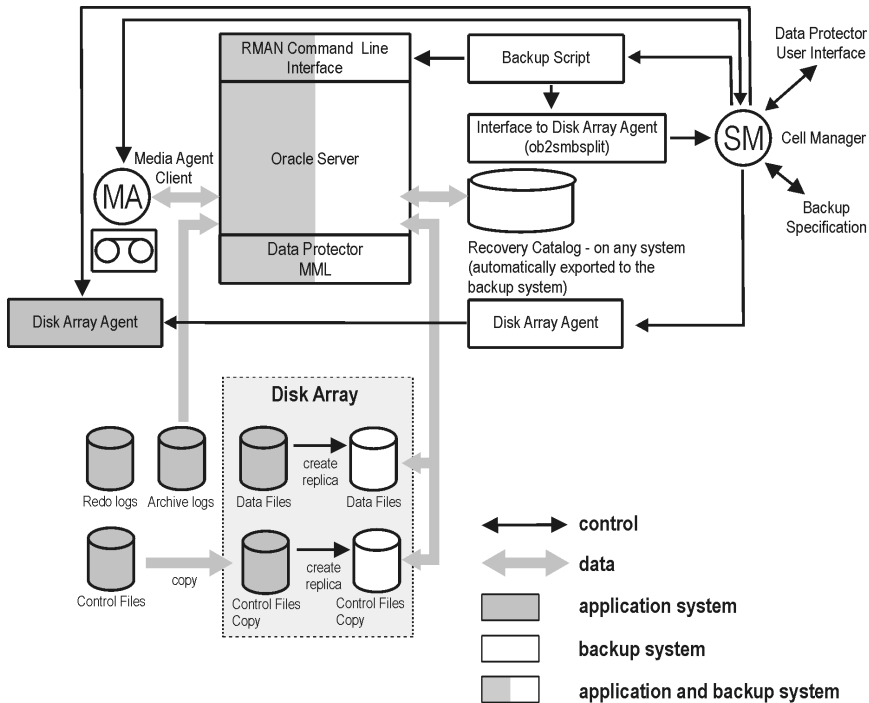 RMAN Command Line
Interface
Backup Script
Data Protector
User Interface
Interface to Disk Array Agent
(ob2smbsplit)
SM
Cell Manager
Oracle Server
Media Agent
Client
MA
Backup
Specification
Recovery Catalog - on any system
(automatically exported to the
backup system)
Data Protector
MML
Disk Array Agent
Disk Array Agent
Disk Array
create
replica
Redo logs
Archive logs
Data Files
Data Files
copy
create
replica
Control Files
Control Files
Copy
Control Files
Copy
control
data
application system
backup system
application and backup system